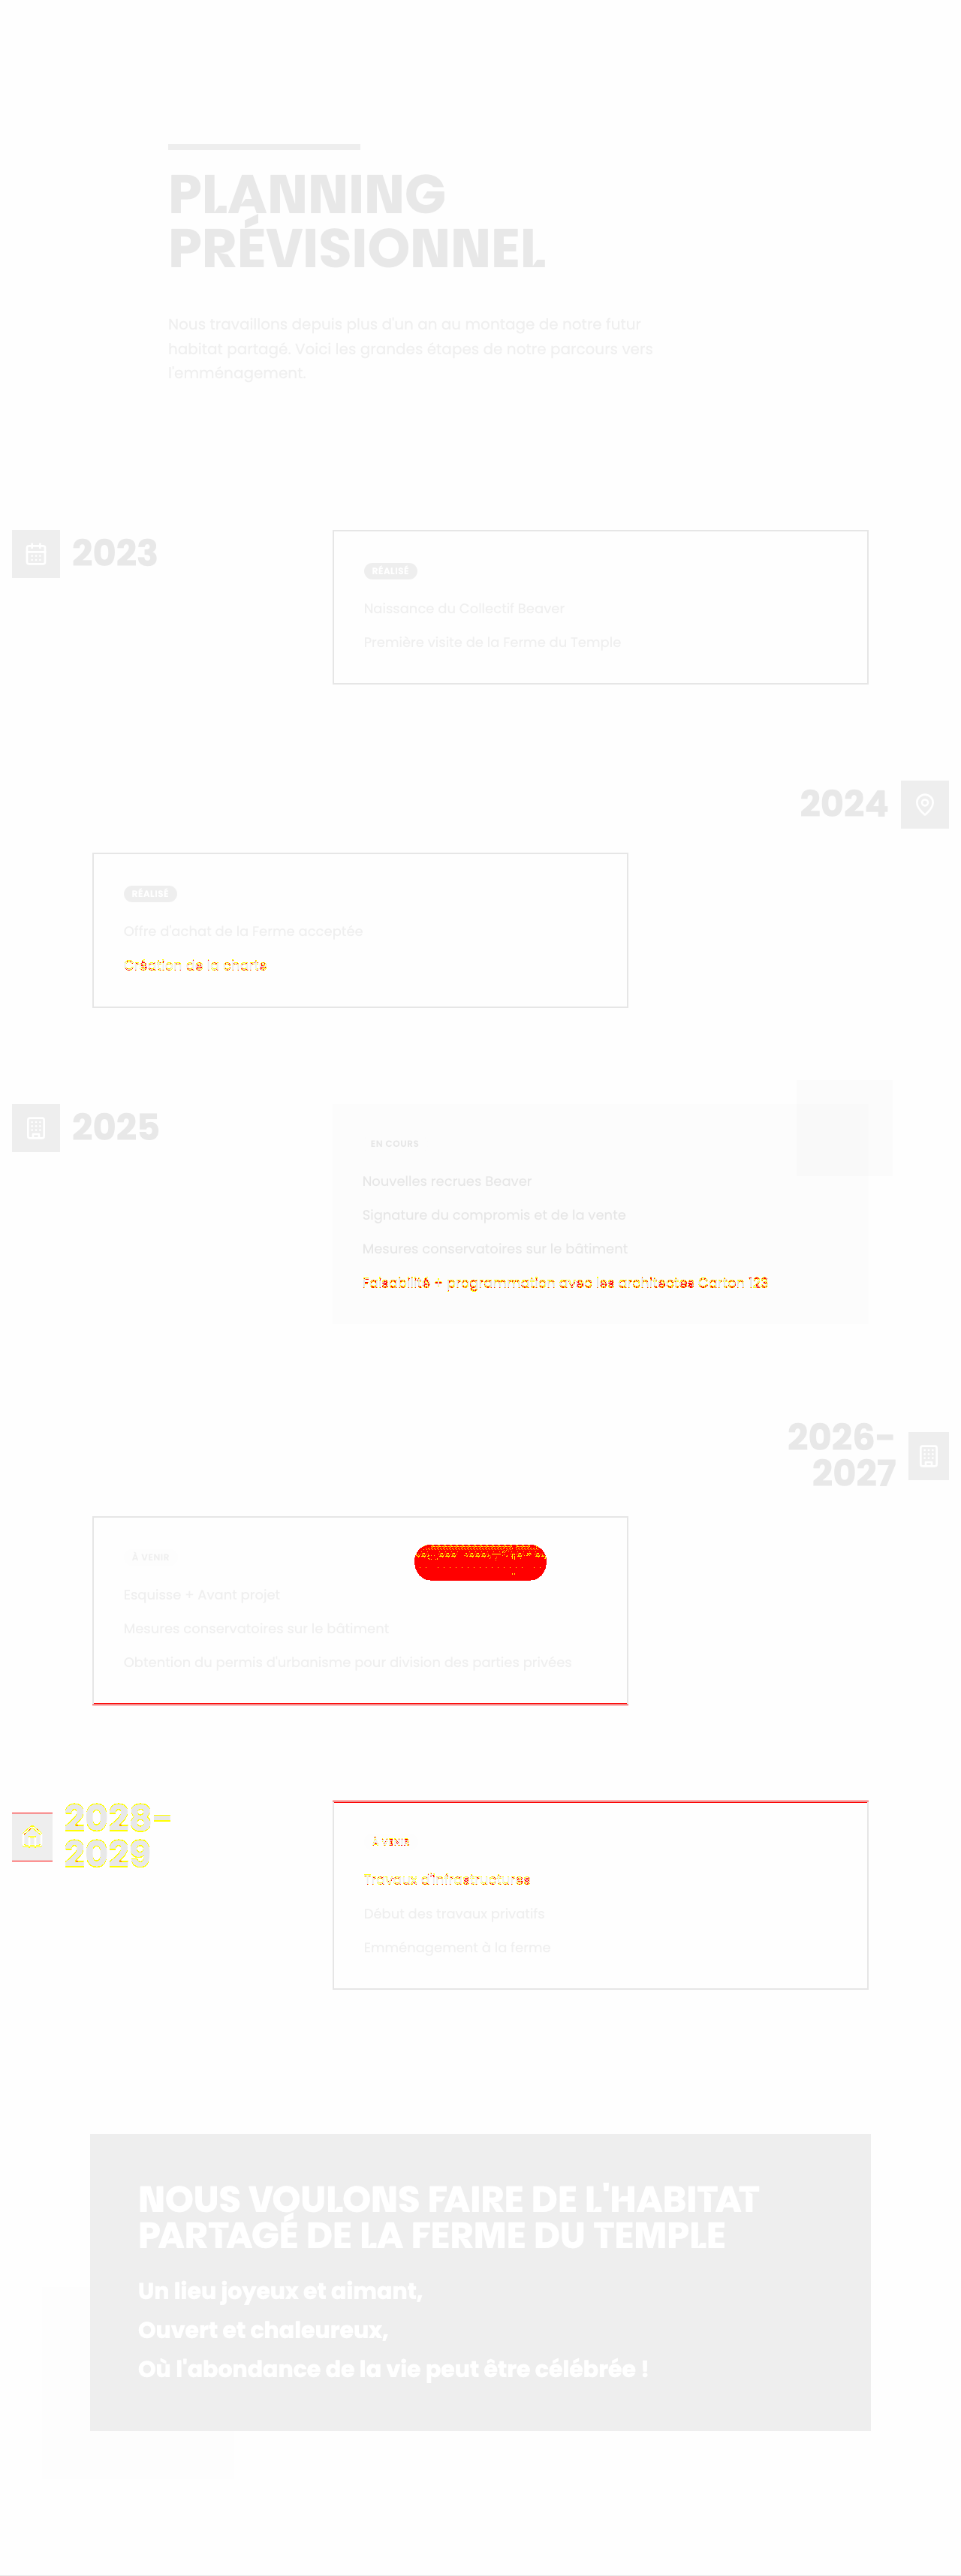 PLANNING
PRÉVISIONNEL
Nous travaillons depuis plus d'un an au montage de notre futur
habitat partagé. Voici les grandes étapes de notre parcours vers
l'emménagement.
2023
RÉALISÉ
Naissance du Collectif Beaver
Première visite de la Ferme du Temple
2024
RÉALISÉ
Offre d'achat de la Ferme acceptée
Création de la charte
2025
EN COURS
Nouvelles recrues Beaver
Signature du compromis et de la vente
Mesures conservatoires sur le bâtiment
Faisabilité + programmation avec les architectes Carton 123
2026-
2027
À VENIR
Esquisse + Avant projet
Mesures conservatoires sur le bâtiment
Obtention du permis d'urbanisme pour division des parties privées
2028-
2029
À VENIR
Travaux d'infrastructures
Début des travaux privatifs
Emménagement à la ferme
NOUS VOULONS FAIRE DE L'HABITAT
PARTAGÉ DE LA FERME DU TEMPLE
Un lieu joyeux et aimant,
Ouvert et chaleureux,
Où l'abondance de la vie peut être célébrée !